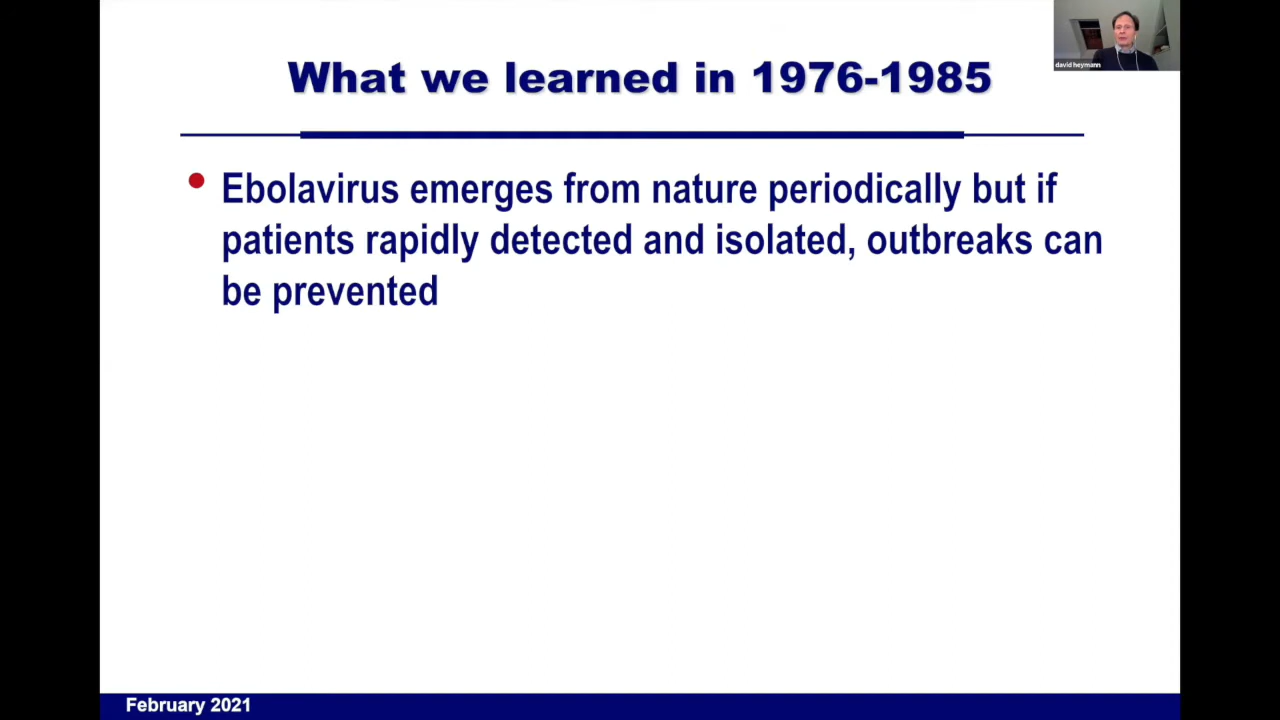 david heymann
What we learned in 1976-1985
• Ebolavirus emerges from nature periodically but if
patients rapidly detected and isolated, outbreaks can
be prevented
February 2021